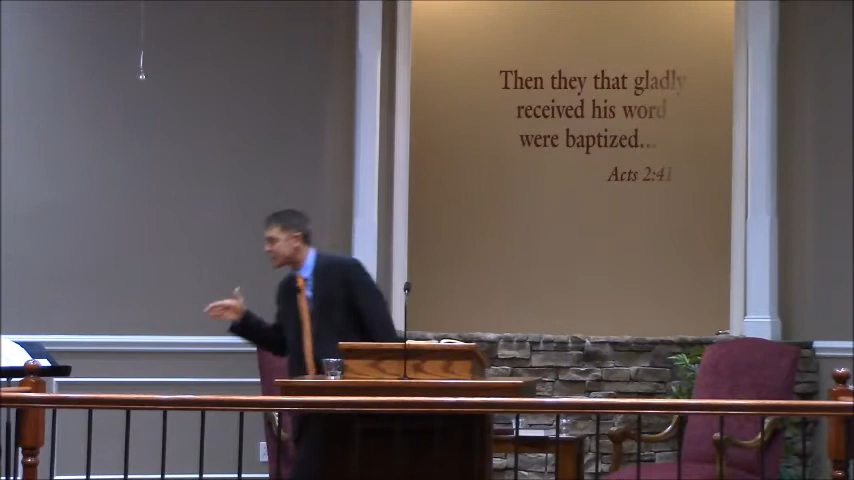 Then they that gladly
received his word
were baptized...
Acts 2:41